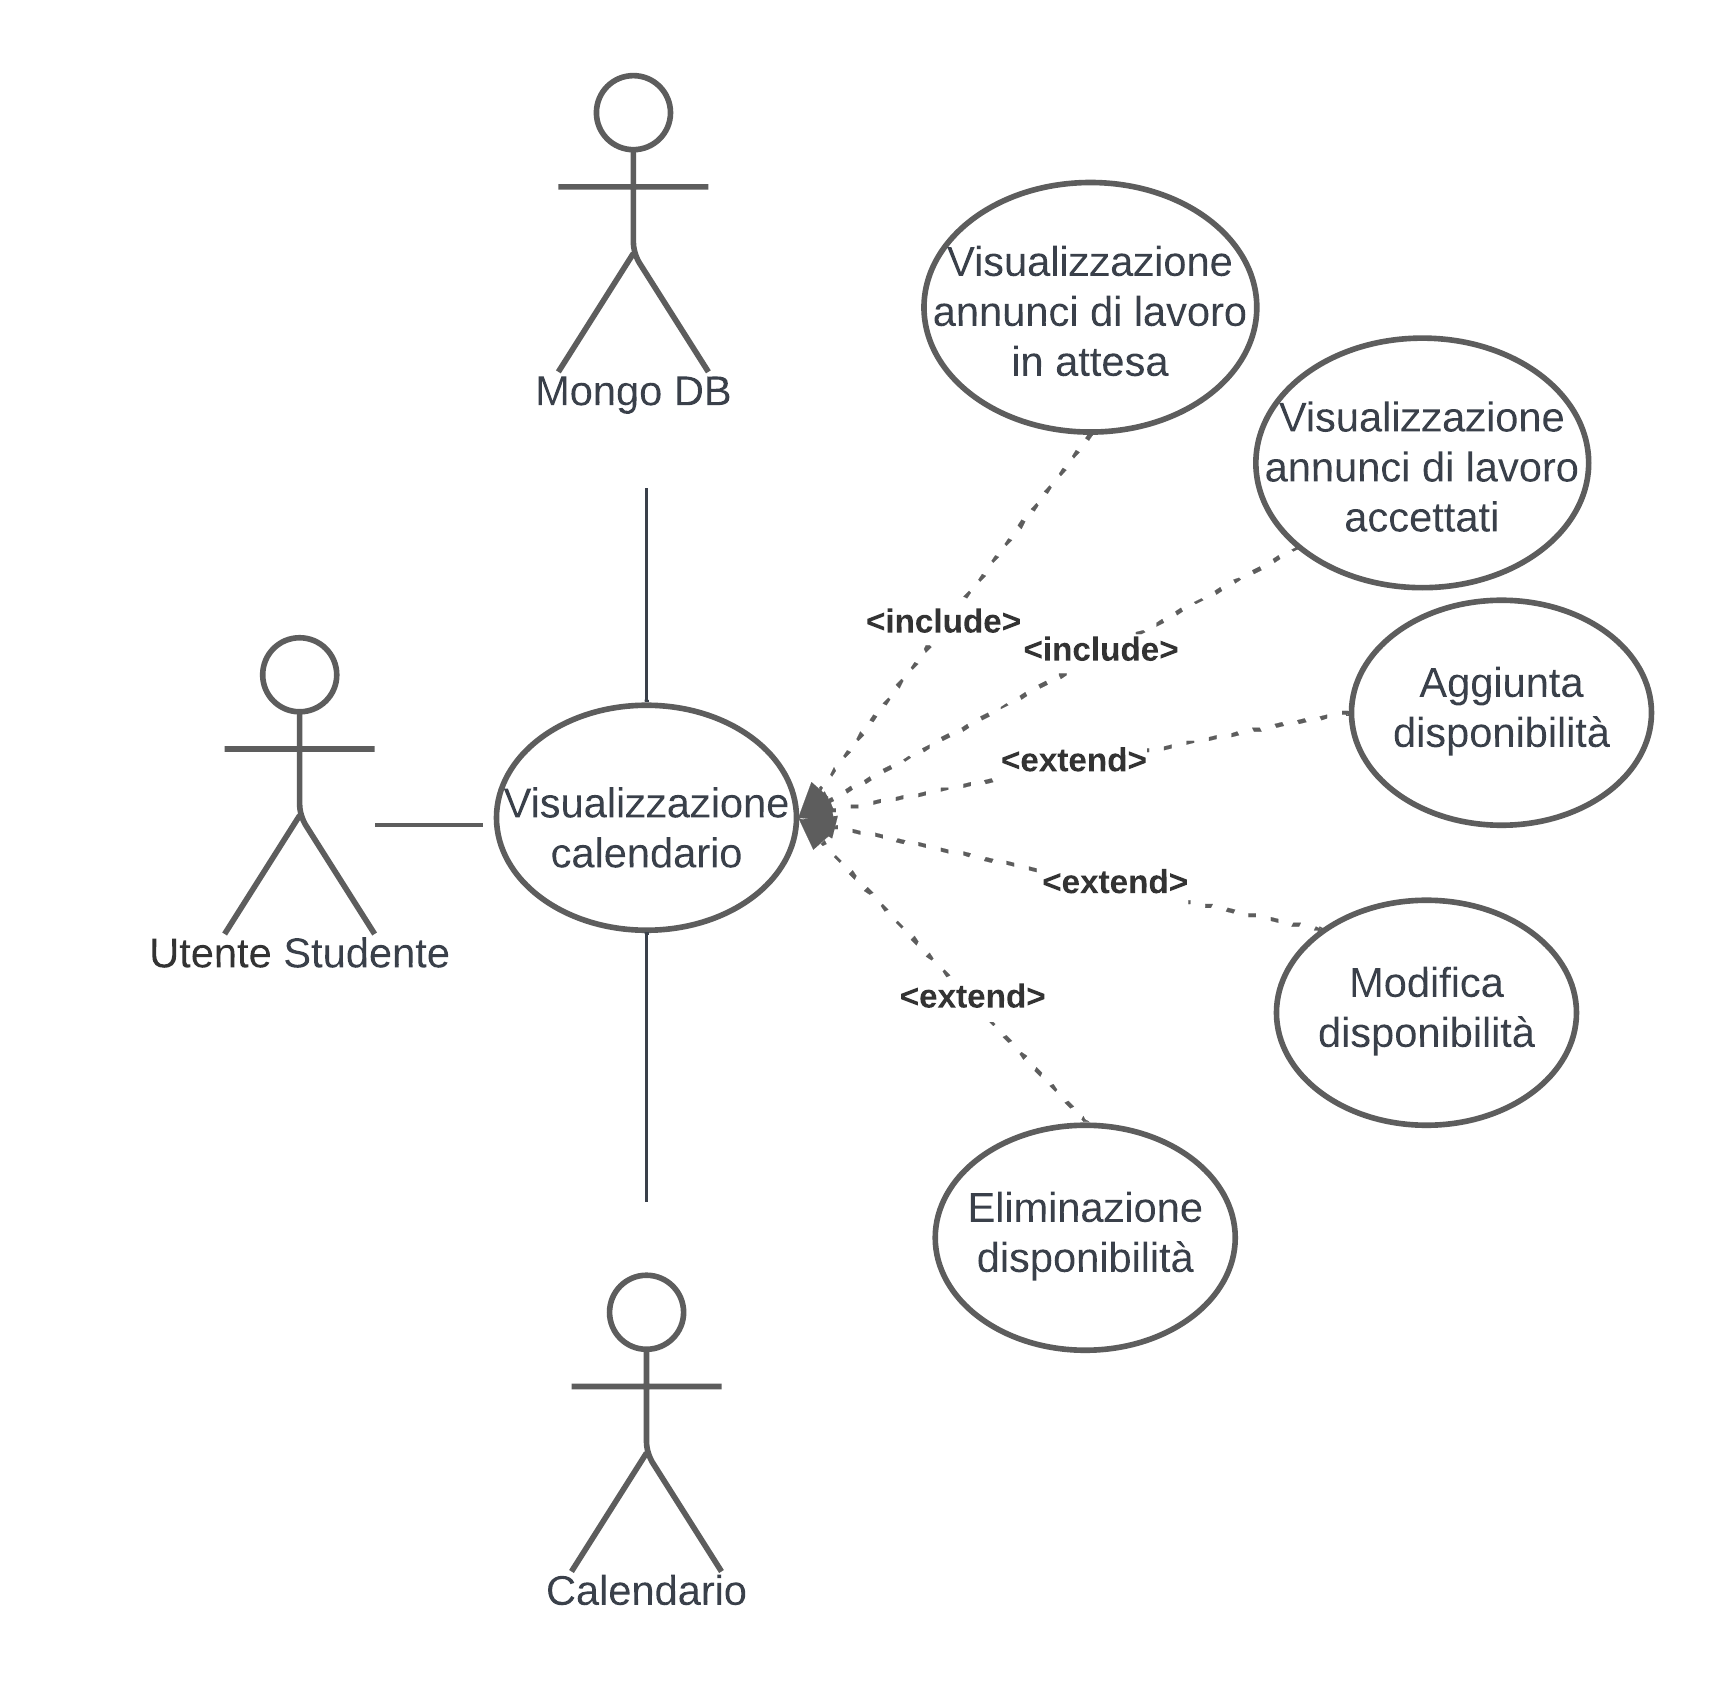 Mongo DB
Visualizzazione
annunci di lavoro
in attesa
Visualizzazione
annunci di lavoro
accettati
<include>
<include>
Aggiunta
disponibilità
<extend>
Visualizzazione
calendario
<extend>
Utente Studente
Modifica
disponibilità
<extend>
Eliminazione
disponibilità
Calendario